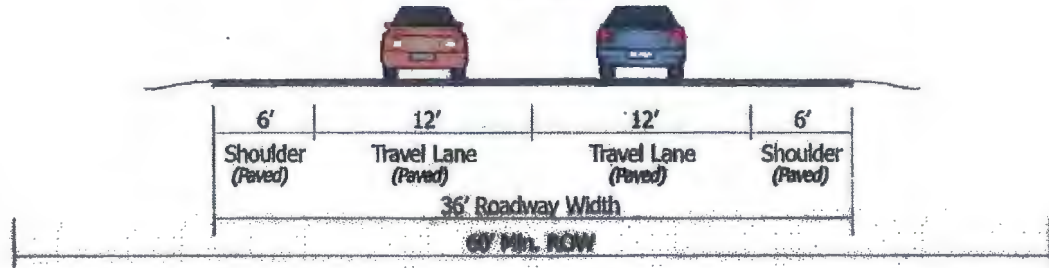 6' 12' 12' 6'
Shoulder Travel Lane Travel Lane Shoulder
(Paved) (Paved) (Paved) (Paved)
36' Roadway Width
60' Min. ROW